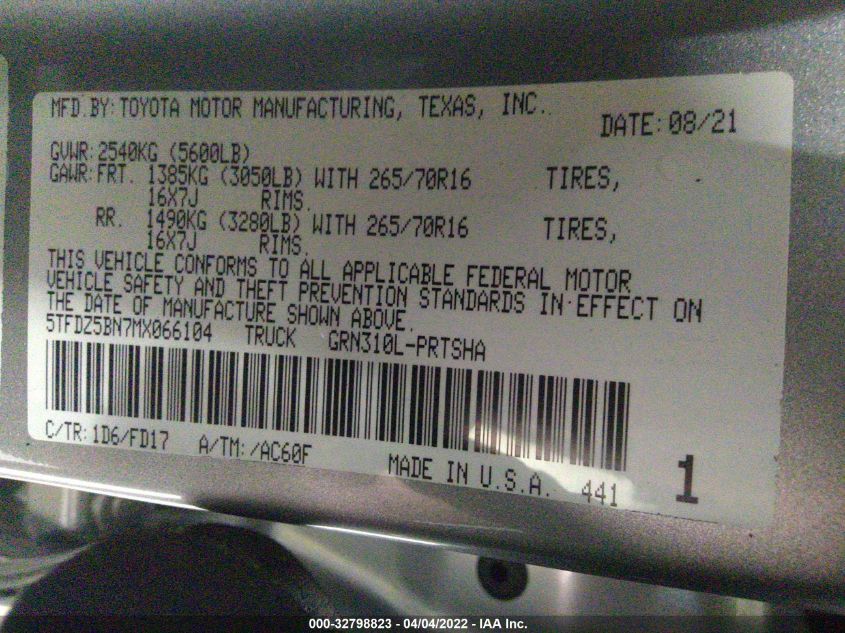 MFD.BY:TOYOTA MOTOR MANUFACTURING, TEXAS, INC.
DATE:08/21
GVWR:2540KG (5600LB)
GAWR:FRT. 1385KG (3050LB) WITH 265/70R16 TIRES,
16X7J RIMS.
RR. 1490KG (3280LB) WITH 265/70R16 TIRES,
16X7J RIMS.
THIS VEHICLE CONFORMS TO ALL APPLICABLE FEDERAL MOTOR
VEHICLE SAFETY AND THEFT PREVENTION STANDARDS IN EFFECT ON
THE DATE OF MANUFACTURE SHOWN ABOVE.
5TFDZ5BN7MX066104 TRUCK GRN310L-PRTSHA
C/TR:1D6/FD17 A/TM:/AC60F
MADE IN U.S.A. 441
1
000-32798823 - 04/04/2022 - IAA Inc.